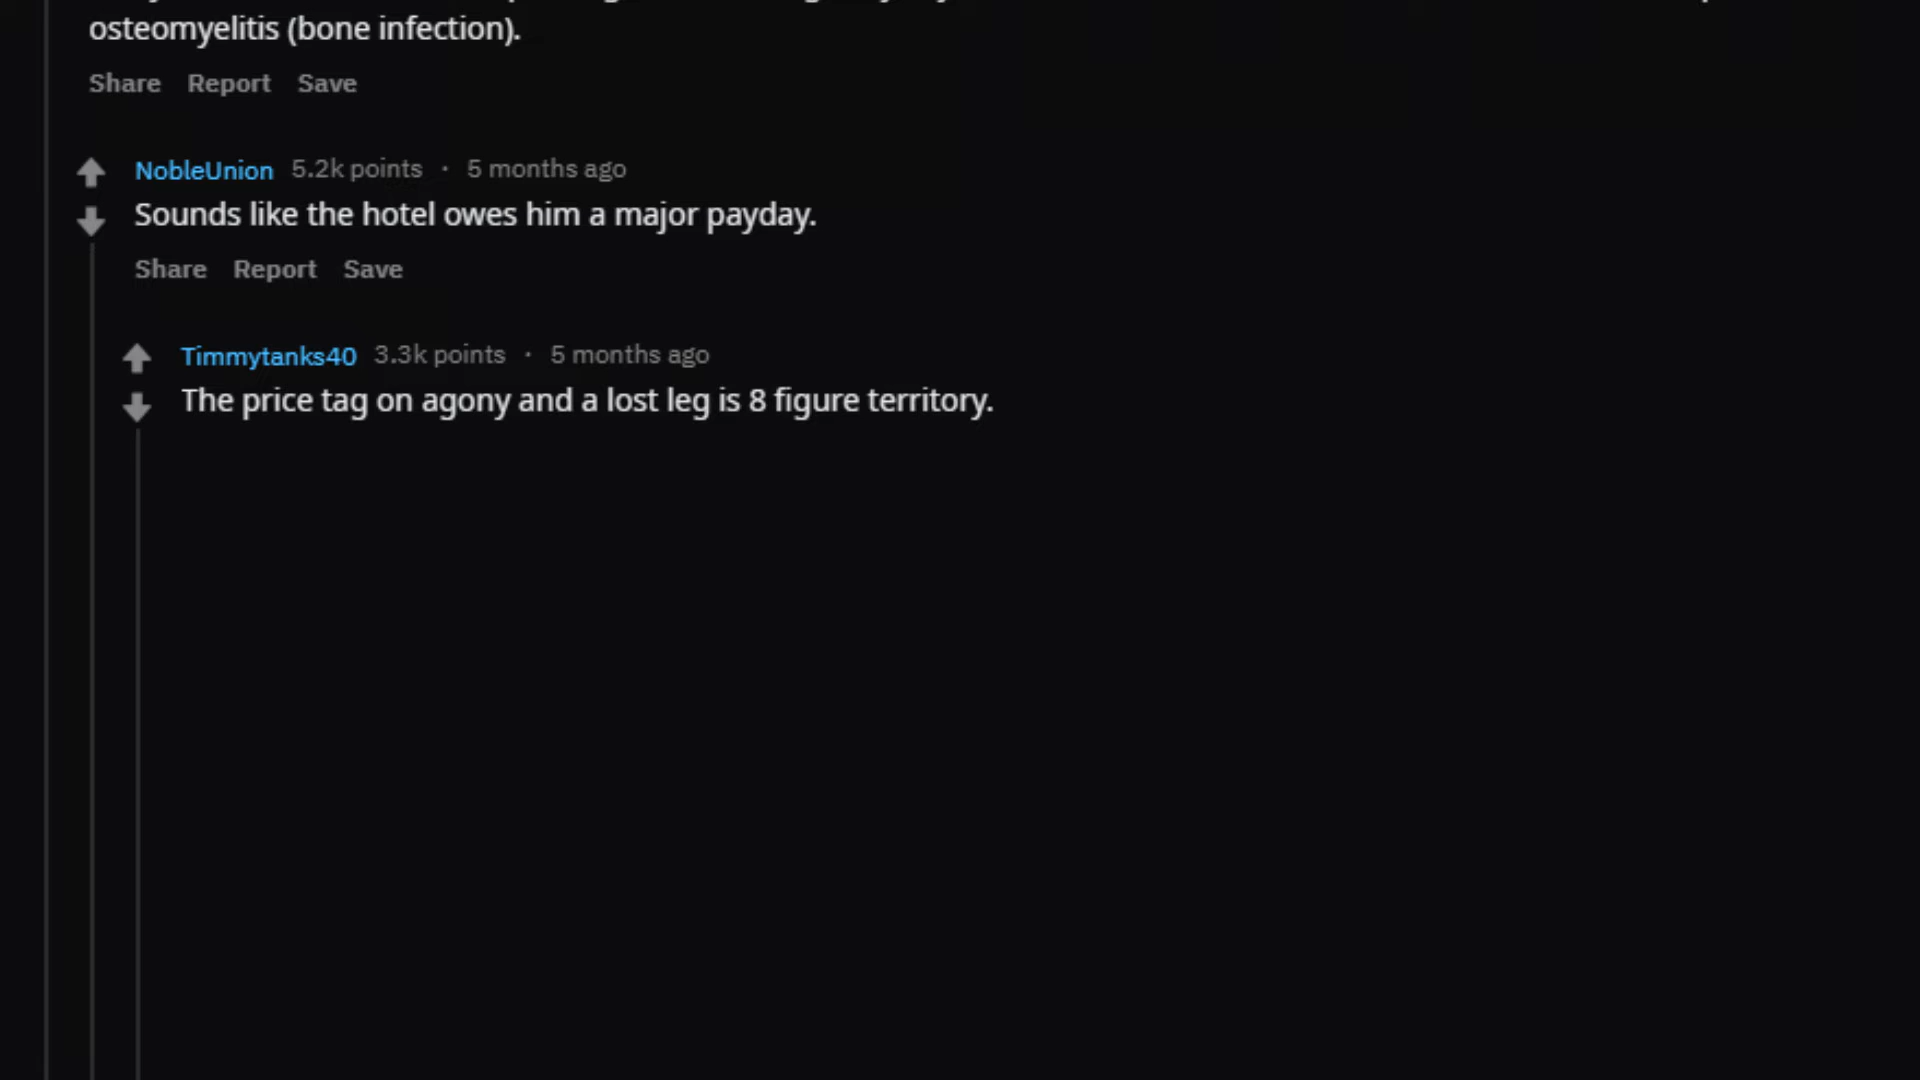 osteomyelitis (bone infection).
Share Report Save
NobleUnion 5.2k points · 5 months ago
Sounds like the hotel owes him a major payday.
Share Report Save
Timmytanks40 3.3k points · 5 months ago
The price tag on agony and a lost leg is 8 figure territory.